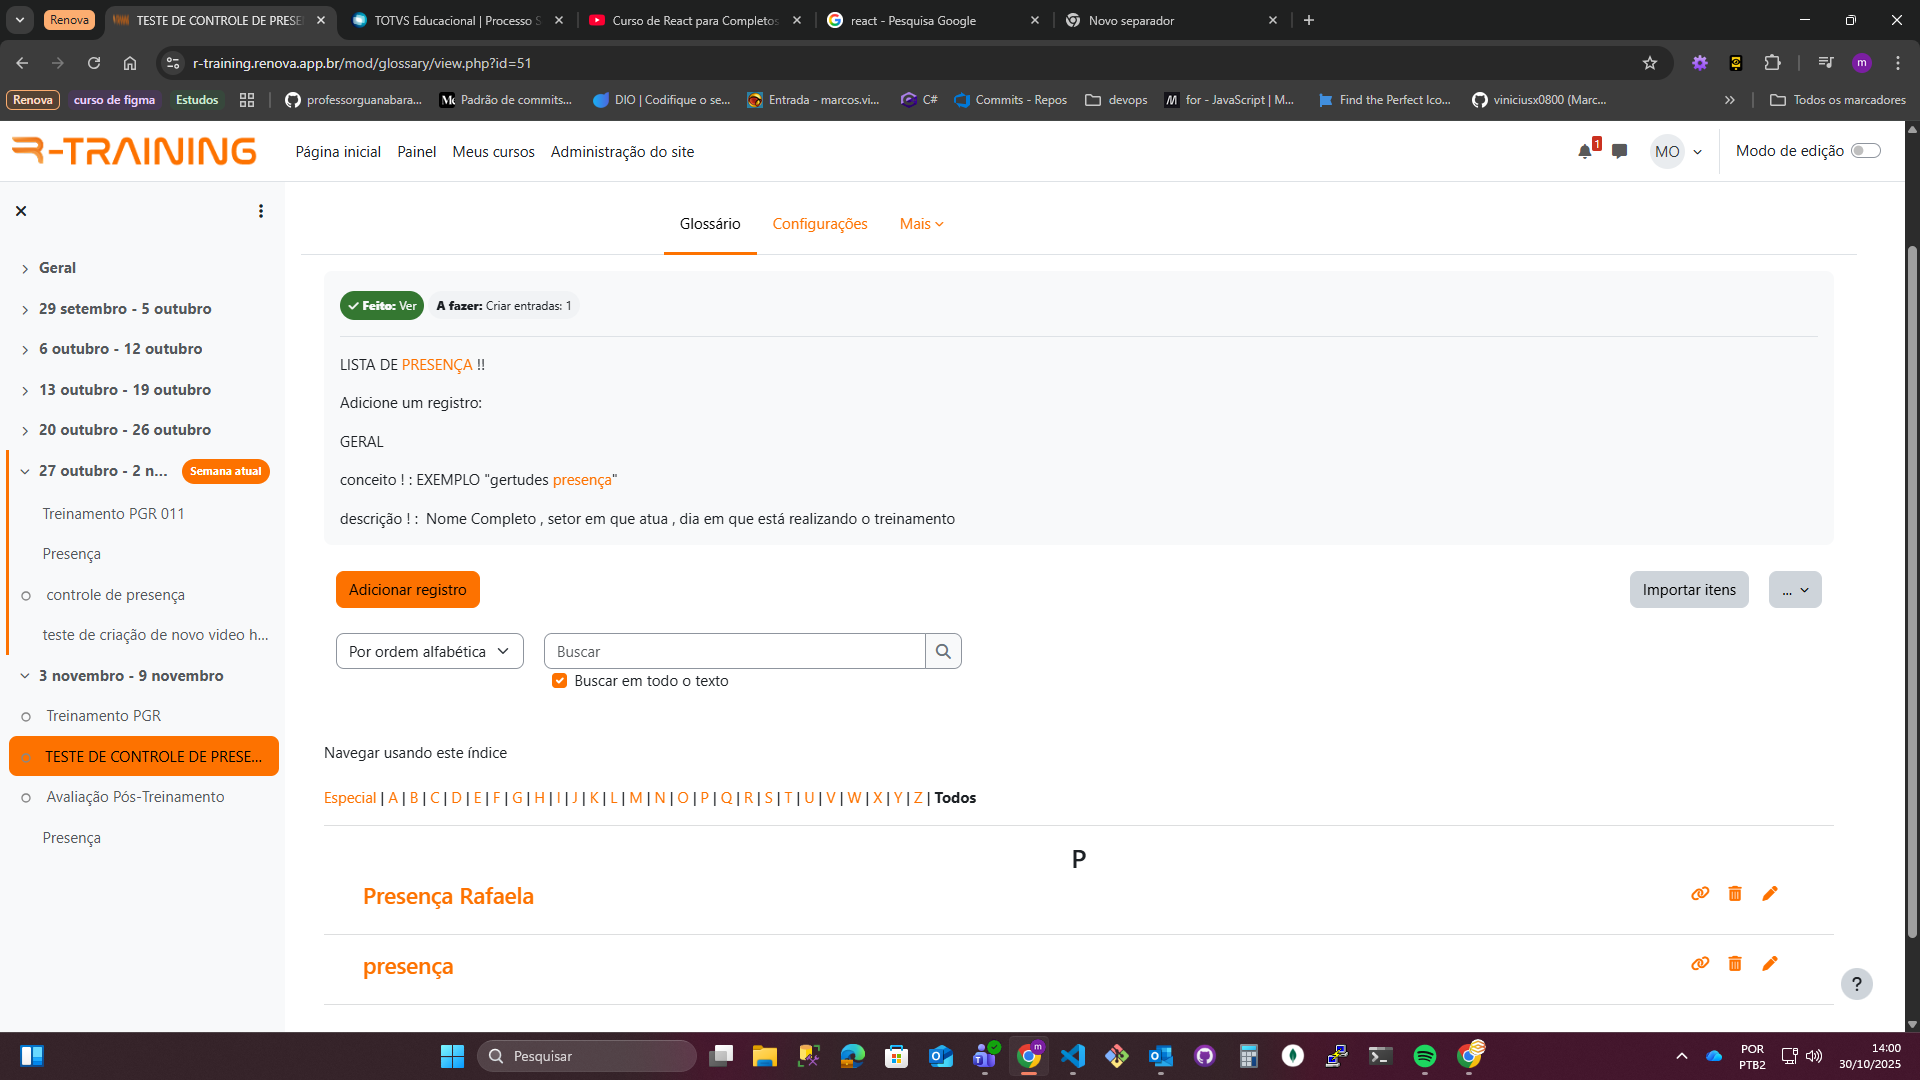 Renova
TESTE DE CONTROLE DE PRESE
TOTVS Educacional | Processo S
Curso de React para Completos
react - Pesquisa Google
Novo separador
r-training.renova.app.br/mod/glossary/view.php?id=51
m
Renova
curso de figma
Estudos
professorguanabara...
Padrão de commits...
DIO | Codifique o se...
Entrada - marcos.vi...
C#
Commits - Repos
devops
for - JavaScript | M...
Find the Perfect Ico...
viniciusx0800 (Marc...
Todos os marcadores
R-TRAINING
Página inicial
Painel
Meus cursos
Administração do site
1
MO
Modo de edição
Geral
29 setembro - 5 outubro
6 outubro - 12 outubro
13 outubro - 19 outubro
20 outubro - 26 outubro
27 outubro - 2 n... Semana atual
Treinamento PGR 011
Presença
controle de presença
teste de criação de novo video h...
3 novembro - 9 novembro
Treinamento PGR
TESTE DE CONTROLE DE PRESE...
Avaliação Pós-Treinamento
Presença
Glossário
Configurações
Mais
Feito: Ver
A fazer: Criar entradas: 1
LISTA DE PRESENÇA !!
Adicione um registro:
GERAL
conceito ! : EXEMPLO "gertudes presença"
descrição ! :  Nome Completo , setor em que atua , dia em que está realizando o treinamento
Adicionar registro
Importar itens
...
Por ordem alfabética
Buscar
Buscar em todo o texto
Navegar usando este índice
Especial | A | B | C | D | E | F | G | H | I | J | K | L | M | N | O | P | Q | R | S | T | U | V | W | X | Y | Z | Todos
P
Presença Rafaela
presença
?
Pesquisar
POR
PTB2
14:00
30/10/2025